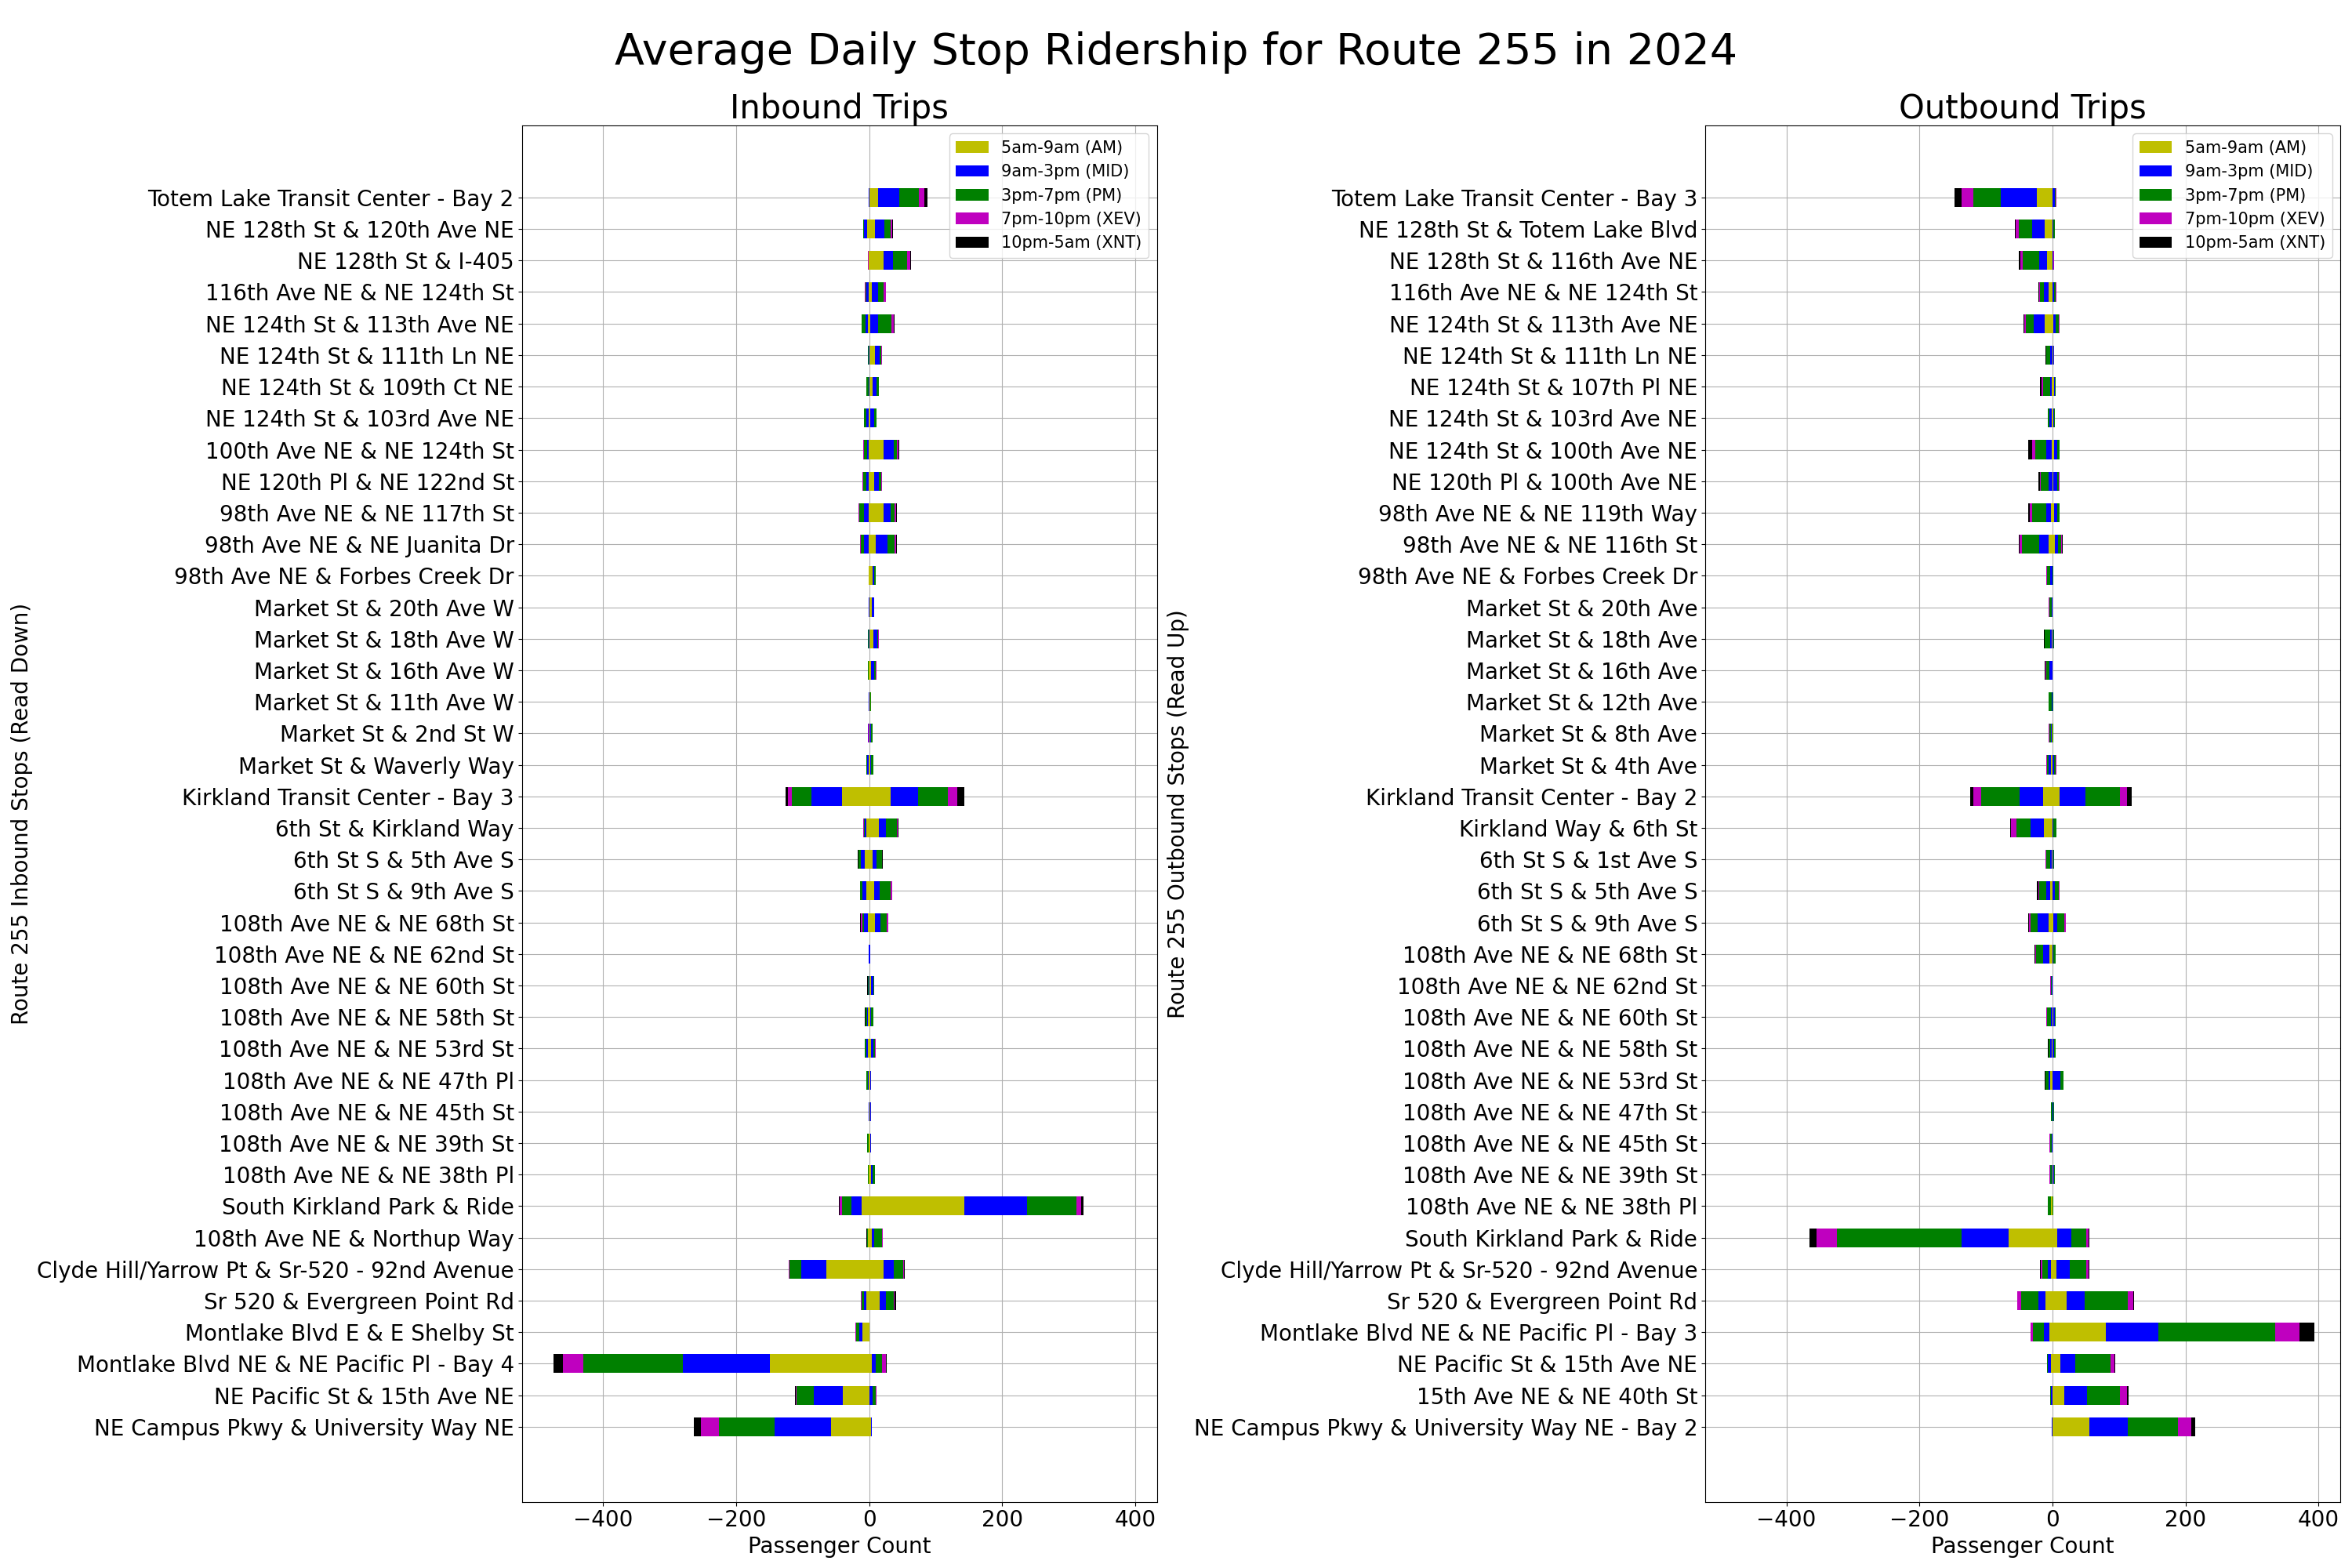 Average Daily Stop Ridership for Route 255 in 2024
Inbound Trips
5am-9am (AM)
9am-3pm (MID)
3pm-7pm (PM)
7pm-10pm (XEV)
10pm-5am (XNT)
Route 255 Inbound Stops (Read Down)
Totem Lake Transit Center - Bay 2
NE 128th St & 120th Ave NE
NE 128th St & I-405
116th Ave NE & NE 124th St
NE 124th St & 113th Ave NE
NE 124th St & 111th Ln NE
NE 124th St & 109th Ct NE
NE 124th St & 103rd Ave NE
100th Ave NE & NE 124th St
NE 120th Pl & NE 122nd St
98th Ave NE & NE 117th St
98th Ave NE & NE Juanita Dr
98th Ave NE & Forbes Creek Dr
Market St & 20th Ave W
Market St & 18th Ave W
Market St & 16th Ave W
Market St & 11th Ave W
Market St & 2nd St W
Market St & Waverly Way
Kirkland Transit Center - Bay 3
6th St & Kirkland Way
6th St S & 5th Ave S
6th St S & 9th Ave S
108th Ave NE & NE 68th St
108th Ave NE & NE 62nd St
108th Ave NE & NE 60th St
108th Ave NE & NE 58th St
108th Ave NE & NE 53rd St
108th Ave NE & NE 47th Pl
108th Ave NE & NE 45th St
108th Ave NE & NE 39th St
108th Ave NE & NE 38th Pl
South Kirkland Park & Ride
108th Ave NE & Northup Way
Clyde Hill/Yarrow Pt & Sr-520 - 92nd Avenue
Sr 520 & Evergreen Point Rd
Montlake Blvd E & E Shelby St
Montlake Blvd NE & NE Pacific Pl - Bay 4
NE Pacific St & 15th Ave NE
NE Campus Pkwy & University Way NE
−400 −200 0 200 400
Passenger Count
Outbound Trips
5am-9am (AM)
9am-3pm (MID)
3pm-7pm (PM)
7pm-10pm (XEV)
10pm-5am (XNT)
Route 255 Outbound Stops (Read Up)
Totem Lake Transit Center - Bay 3
NE 128th St & Totem Lake Blvd
NE 128th St & 116th Ave NE
116th Ave NE & NE 124th St
NE 124th St & 113th Ave NE
NE 124th St & 111th Ln NE
NE 124th St & 107th Pl NE
NE 124th St & 103rd Ave NE
NE 124th St & 100th Ave NE
NE 120th Pl & 100th Ave NE
98th Ave NE & NE 119th Way
98th Ave NE & NE 116th St
98th Ave NE & Forbes Creek Dr
Market St & 20th Ave
Market St & 18th Ave
Market St & 16th Ave
Market St & 12th Ave
Market St & 8th Ave
Market St & 4th Ave
Kirkland Transit Center - Bay 2
Kirkland Way & 6th St
6th St S & 1st Ave S
6th St S & 5th Ave S
6th St S & 9th Ave S
108th Ave NE & NE 68th St
108th Ave NE & NE 62nd St
108th Ave NE & NE 60th St
108th Ave NE & NE 58th St
108th Ave NE & NE 53rd St
108th Ave NE & NE 47th St
108th Ave NE & NE 45th St
108th Ave NE & NE 39th St
108th Ave NE & NE 38th Pl
South Kirkland Park & Ride
Clyde Hill/Yarrow Pt & Sr-520 - 92nd Avenue
Sr 520 & Evergreen Point Rd
Montlake Blvd NE & NE Pacific Pl - Bay 3
NE Pacific St & 15th Ave NE
15th Ave NE & NE 40th St
NE Campus Pkwy & University Way NE - Bay 2
−400 −200 0 200 400
Passenger Count